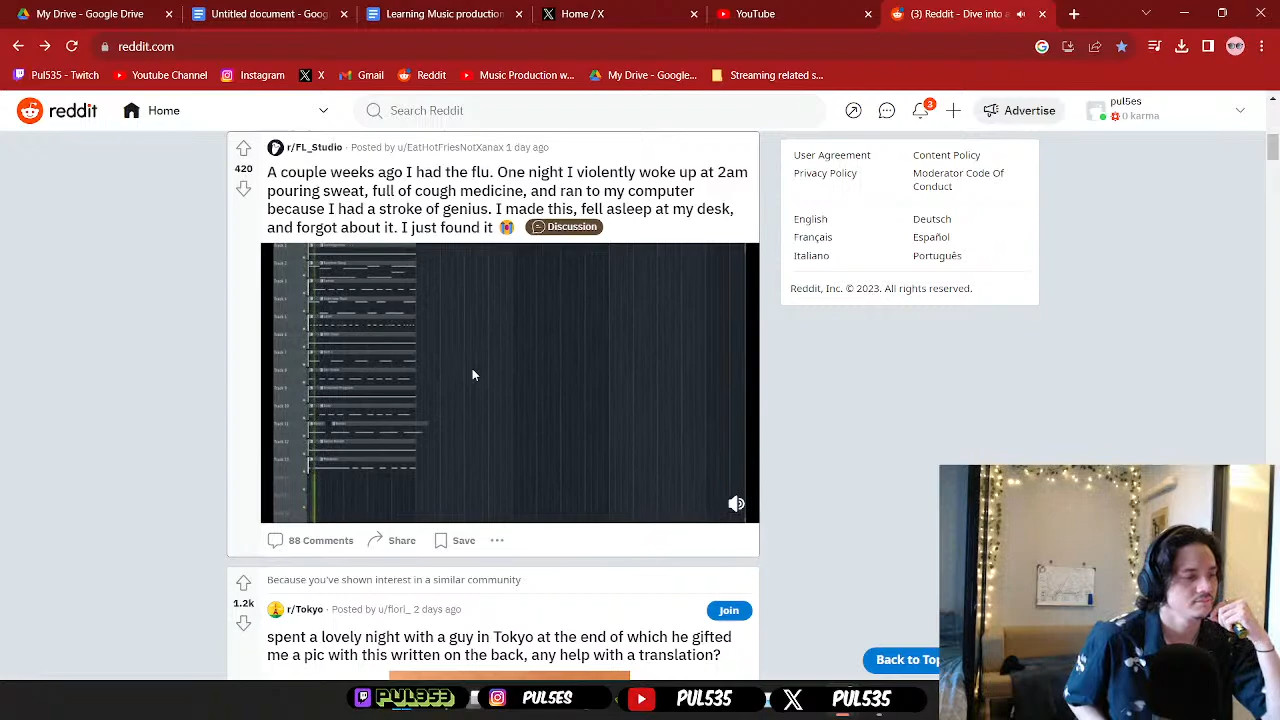 My Drive - Google Drive
Untitled document - Goog
Learning Music production
Home / X
YouTube
(3) Reddit - Dive into a
reddit.com
Pul535 - Twitch
Youtube Channel
Instagram
X
Gmail
Reddit
Music Production w...
My Drive - Google...
Streaming related s...
reddit
Home
Search Reddit
3
Advertise
pul5es
0 karma
r/FL_Studio · Posted by u/EatHotFriesNotXanax 1 day ago
420
A couple weeks ago I had the flu. One night I violently woke up at 2am
pouring sweat, full of cough medicine, and ran to my computer
because I had a stroke of genius. I made this, fell asleep at my desk,
and forgot about it. I just found it 😭 Discussion
User Agreement
Content Policy
Privacy Policy
Moderator Code Of
Conduct
English
Deutsch
Français
Español
Italiano
Português
Reddit, Inc. © 2023. All rights reserved.
88 Comments
Share
Save
Because you've shown interest in a similar community
1.2k
r/Tokyo · Posted by u/fiori_ 2 days ago
Join
spent a lovely night with a guy in Tokyo at the end of which he gifted
me a pic with this written on the back, any help with a translation?
Back to Top
PUL5ES
PUL535
PUL535